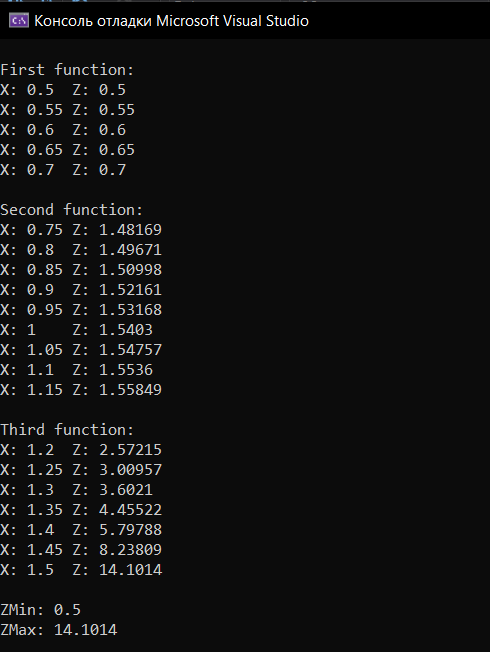 C:\ Консоль отладки Microsoft Visual Studio
First function:
X: 0.5  Z: 0.5
X: 0.55 Z: 0.55
X: 0.6  Z: 0.6
X: 0.65 Z: 0.65
X: 0.7  Z: 0.7
Second function:
X: 0.75 Z: 1.48169
X: 0.8  Z: 1.49671
X: 0.85 Z: 1.50998
X: 0.9  Z: 1.52161
X: 0.95 Z: 1.53168
X: 1    Z: 1.5403
X: 1.05 Z: 1.54757
X: 1.1  Z: 1.5536
X: 1.15 Z: 1.55849
Third function:
X: 1.2  Z: 2.57215
X: 1.25 Z: 3.00957
X: 1.3  Z: 3.6021
X: 1.35 Z: 4.45522
X: 1.4  Z: 5.79788
X: 1.45 Z: 8.23809
X: 1.5  Z: 14.1014
ZMin: 0.5
ZMax: 14.1014